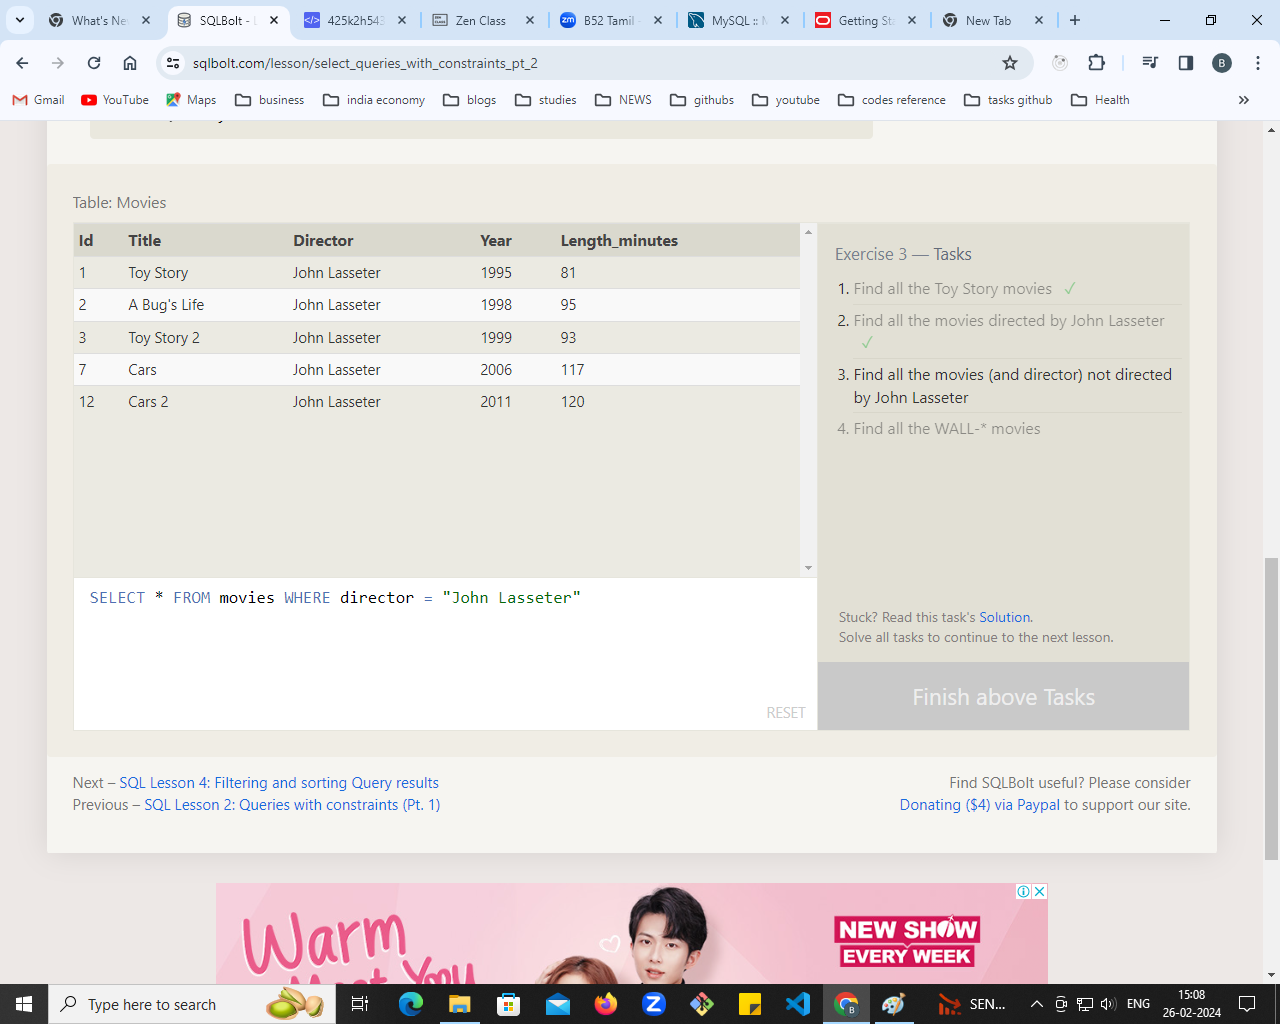 What's Ne
SQLBolt - L
425k2h543
Zen Class
B52 Tamil
MySQL :: M
Getting Sta
New Tab
sqlbolt.com/lesson/select_queries_with_constraints_pt_2
B
Gmail
YouTube
Maps
business
india economy
blogs
studies
NEWS
githubs
youtube
codes reference
tasks github
Health
Table: Movies
Id Title Director Year Length_minutes
1 Toy Story John Lasseter 1995 81
2 A Bug's Life John Lasseter 1998 95
3 Toy Story 2 John Lasseter 1999 93
7 Cars John Lasseter 2006 117
12 Cars 2 John Lasseter 2011 120
SELECT * FROM movies WHERE director = "John Lasseter"
RESET
Exercise 3 — Tasks
1. Find all the Toy Story movies ✓
2. Find all the movies directed by John Lasseter
✓
3. Find all the movies (and director) not directed
by John Lasseter
4. Find all the WALL-* movies
Stuck? Read this task's Solution.
Solve all tasks to continue to the next lesson.
Finish above Tasks
Next – SQL Lesson 4: Filtering and sorting Query results
Previous – SQL Lesson 2: Queries with constraints (Pt. 1)
Find SQLBolt useful? Please consider
Donating ($4) via Paypal to support our site.
Warm
Meet You
NEW SHOW
EVERY WEEK
Type here to search
SEN...
ENG
15:08
26-02-2024